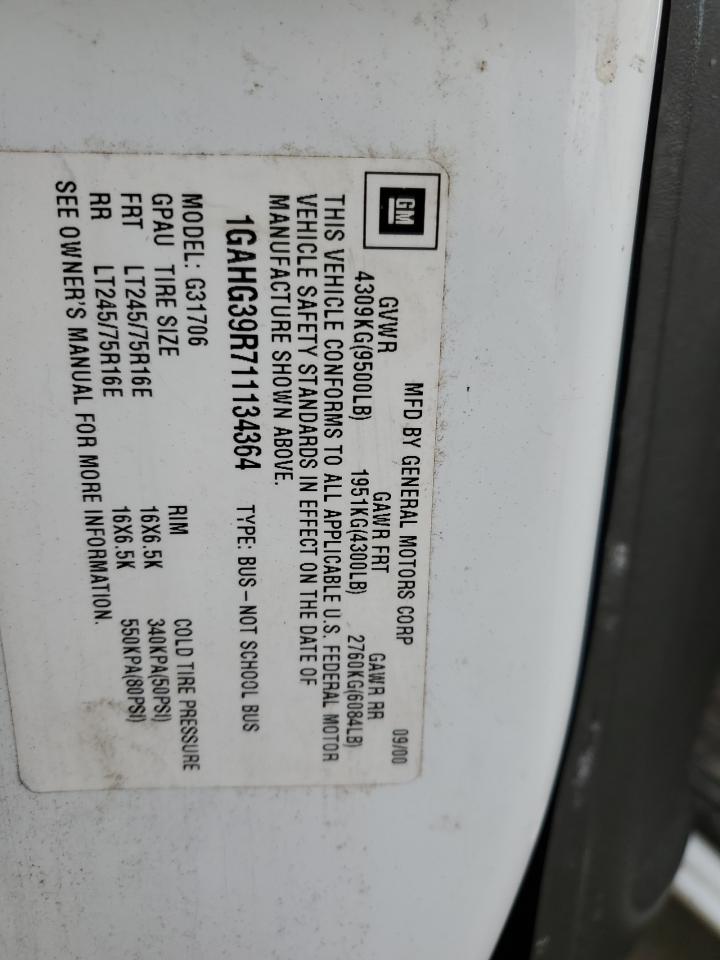 GM
MFD BY GENERAL MOTORS CORP 09/00
GVWR GAWR FRT GAWR RR
4309KG(9500LB) 1951KG(4300LB) 2760KG(6084LB)
THIS VEHICLE CONFORMS TO ALL APPLICABLE U.S. FEDERAL MOTOR
VEHICLE SAFETY STANDARDS IN EFFECT ON THE DATE OF
MANUFACTURE SHOWN ABOVE.
1GAHG39R711134364 TYPE: BUS-NOT SCHOOL BUS
MODEL: G31706
GPAU TIRE SIZE RIM COLD TIRE PRESSURE
FRT LT245/75R16E 16X6.5K 340KPA(50PSI)
RR LT245/75R16E 16X6.5K 550KPA(80PSI)
SEE OWNER'S MANUAL FOR MORE INFORMATION.